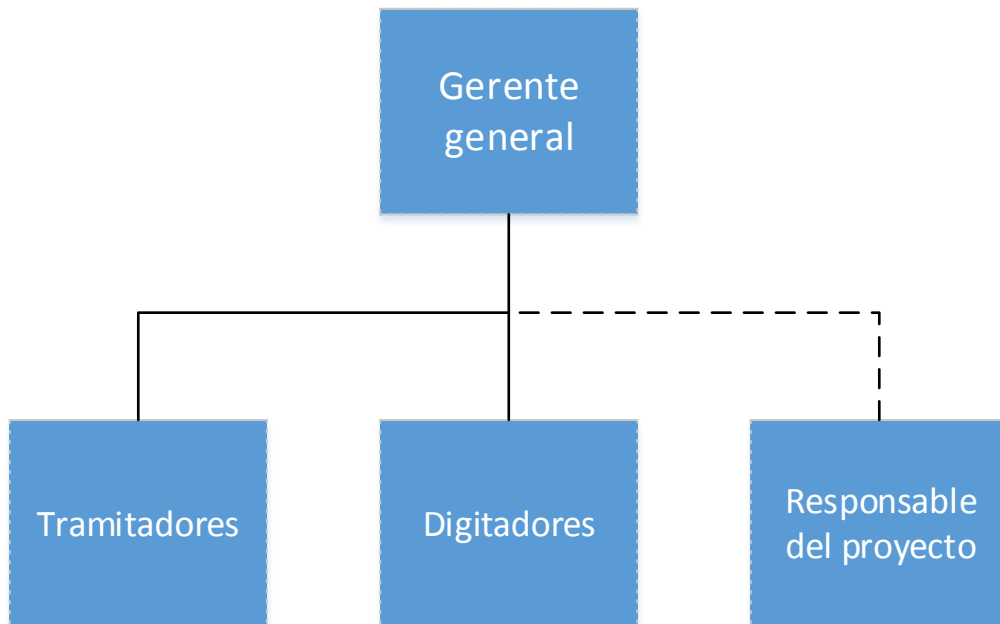 Gerente
general
Tramitadores
Digitadores
Responsable
del proyecto